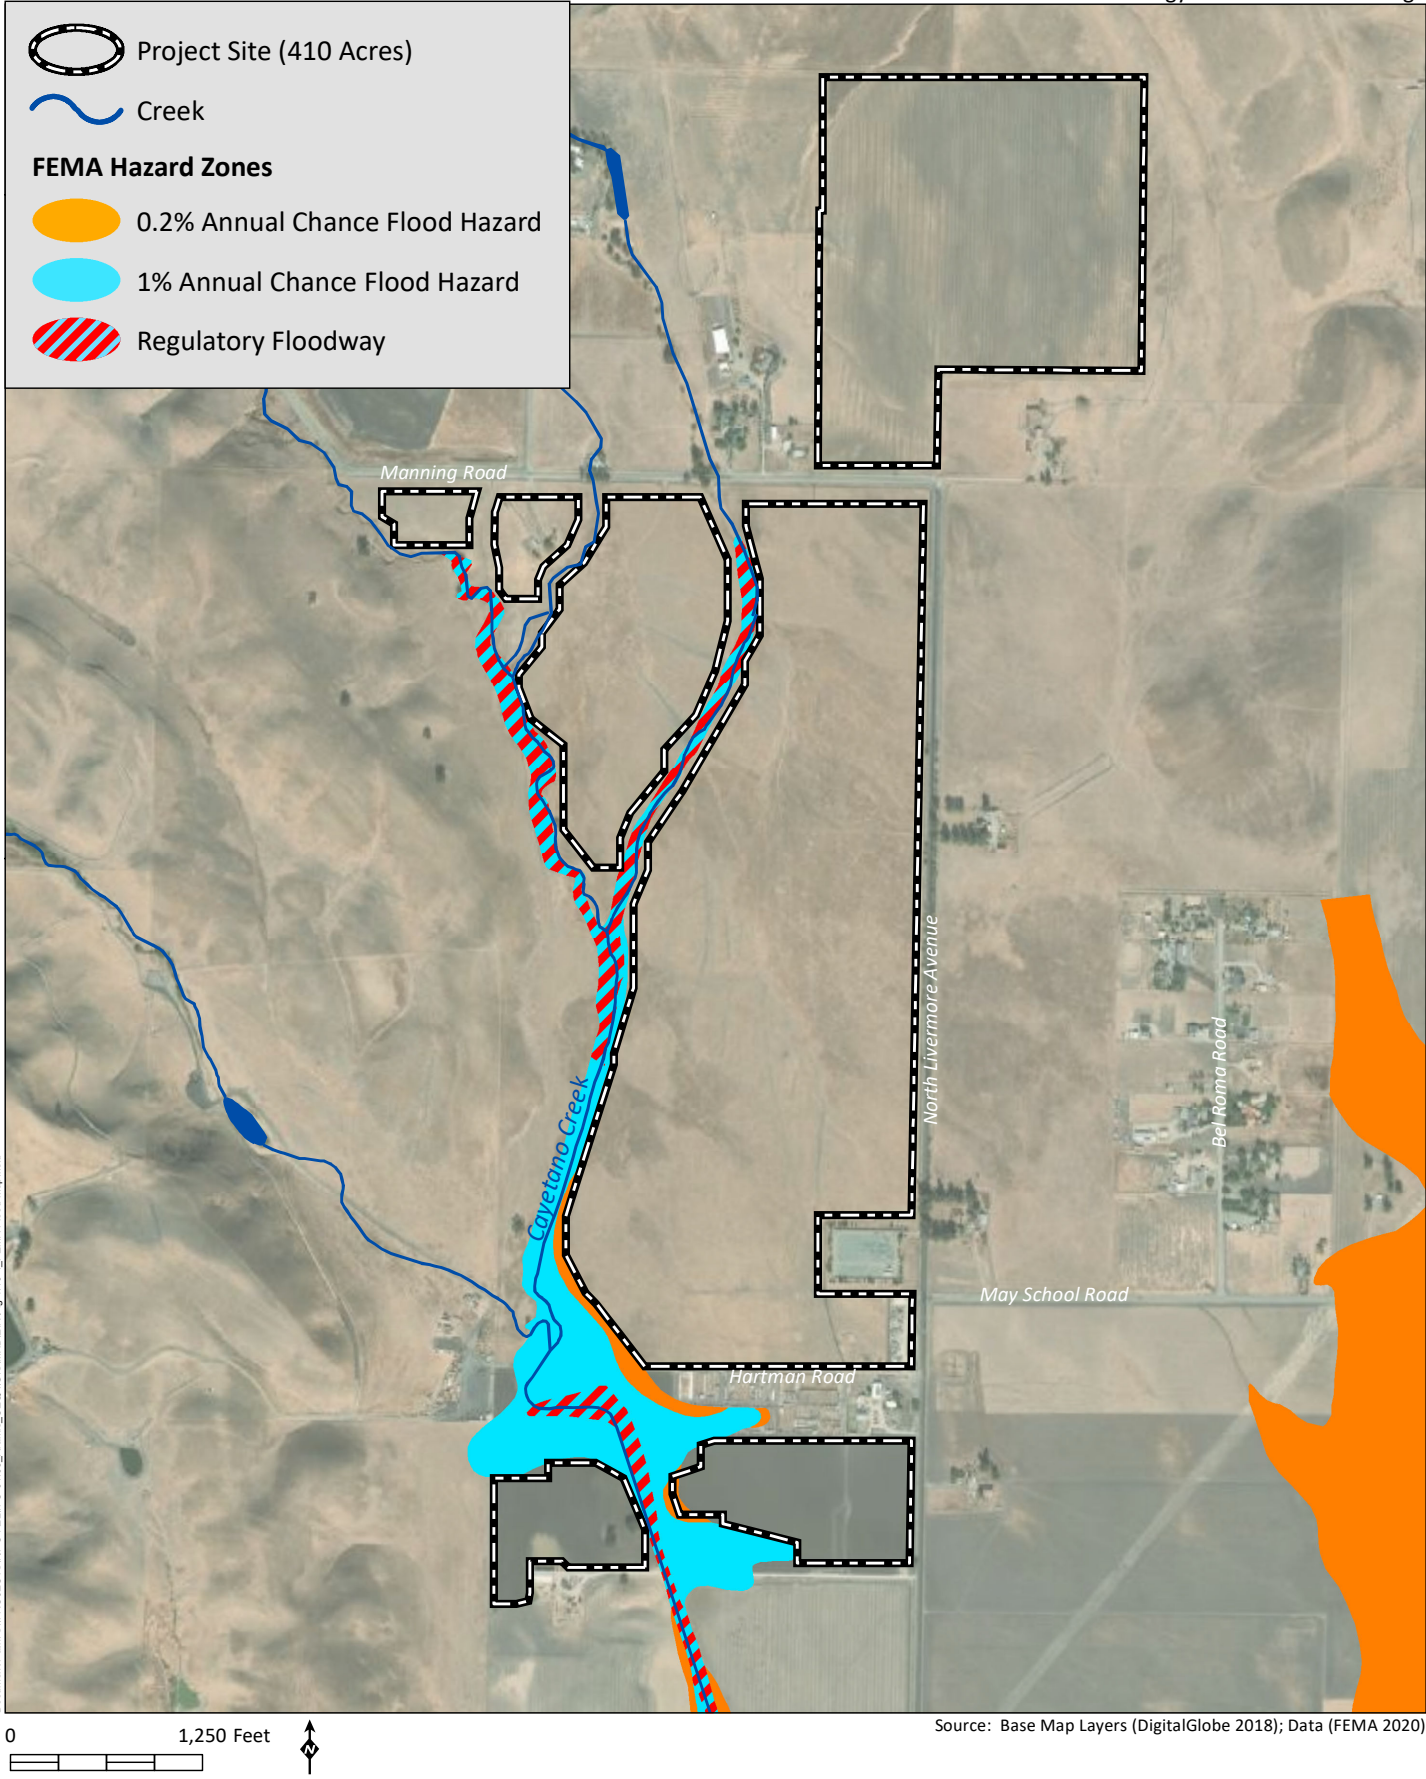 Project Site (410 Acres)
Creek
FEMA Hazard Zones
0.2% Annual Chance Flood Hazard
1% Annual Chance Flood Hazard
Regulatory Floodway
Manning Road
North Livermore Avenue
Bel Roma Road
Cayetano Creek
May School Road
Hartman Road
0 1,250 Feet
N
Source: Base Map Layers (DigitalGlobe 2018); Data (FEMA 2020)